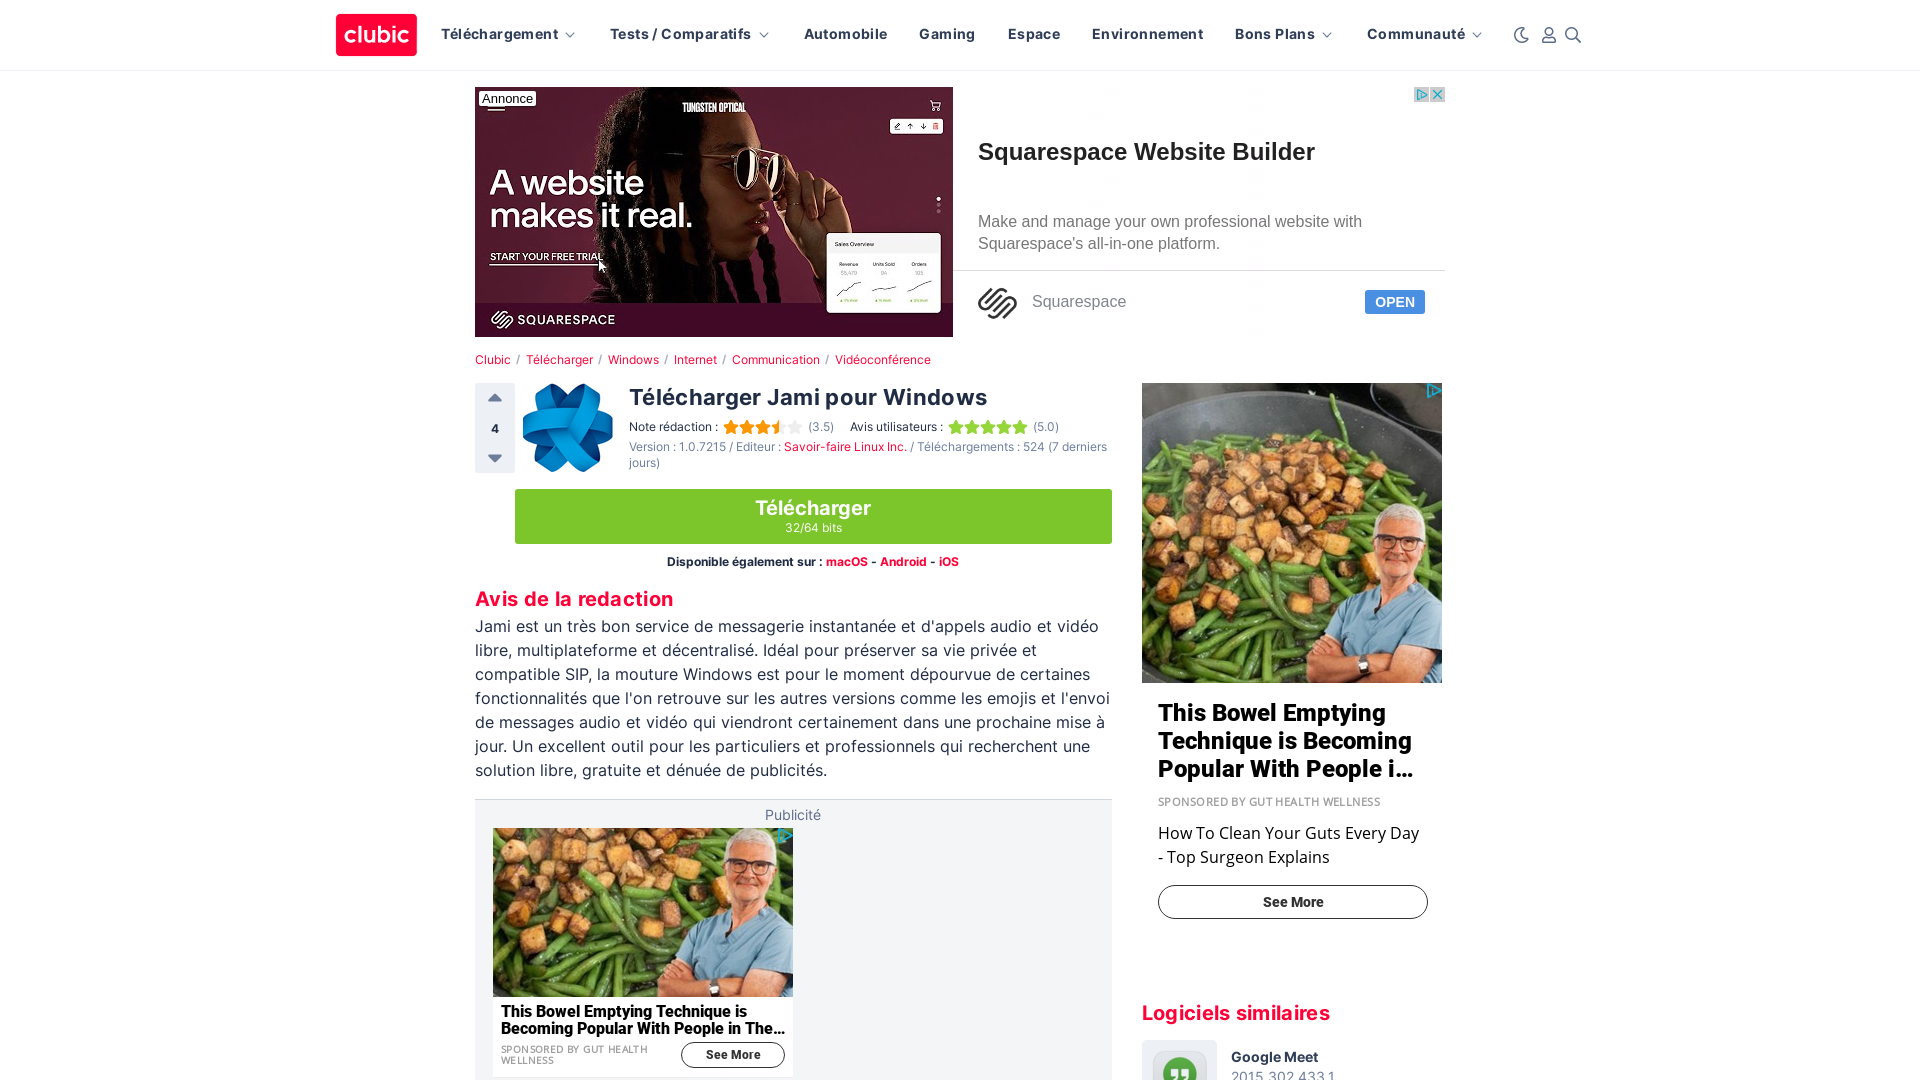 clubic
Téléchargement
Tests / Comparatifs
Automobile
Gaming
Espace
Environnement
Bons Plans
Communauté
Annonce
TUNGSTEN OPTICAL
A website
makes it real.
START YOUR FREE TRIAL
Sales Overview
Revenue
Units Sold
Orders
SQUARESPACE
Squarespace Website Builder
Make and manage your own professional website with
Squarespace's all-in-one platform.
Squarespace
OPEN
Clubic / Télécharger / Windows / Internet / Communication / Vidéoconférence
4
Télécharger Jami pour Windows
Note rédaction : (3.5) Avis utilisateurs : (5.0)
Version : 1.0.7215 / Editeur : Savoir-faire Linux Inc. / Téléchargements : 524 (7 derniers
jours)
Télécharger
32/64 bits
Disponible également sur : macOS - Android - iOS
Avis de la redaction
Jami est un très bon service de messagerie instantanée et d'appels audio et vidéo
libre, multiplateforme et décentralisé. Idéal pour préserver sa vie privée et
compatible SIP, la mouture Windows est pour le moment dépourvue de certaines
fonctionnalités que l'on retrouve sur les autres versions comme les emojis et l'envoi
de messages audio et vidéo qui viendront certainement dans une prochaine mise à
jour. Un excellent outil pour les particuliers et professionnels qui recherchent une
solution libre, gratuite et dénuée de publicités.
Publicité
This Bowel Emptying Technique is
Becoming Popular With People in The...
SPONSORED BY GUT HEALTH
WELLNESS
See More
This Bowel Emptying
Technique is Becoming
Popular With People i...
SPONSORED BY GUT HEALTH WELLNESS
How To Clean Your Guts Every Day
- Top Surgeon Explains
See More
Logiciels similaires
Google Meet
2015.302.433.1